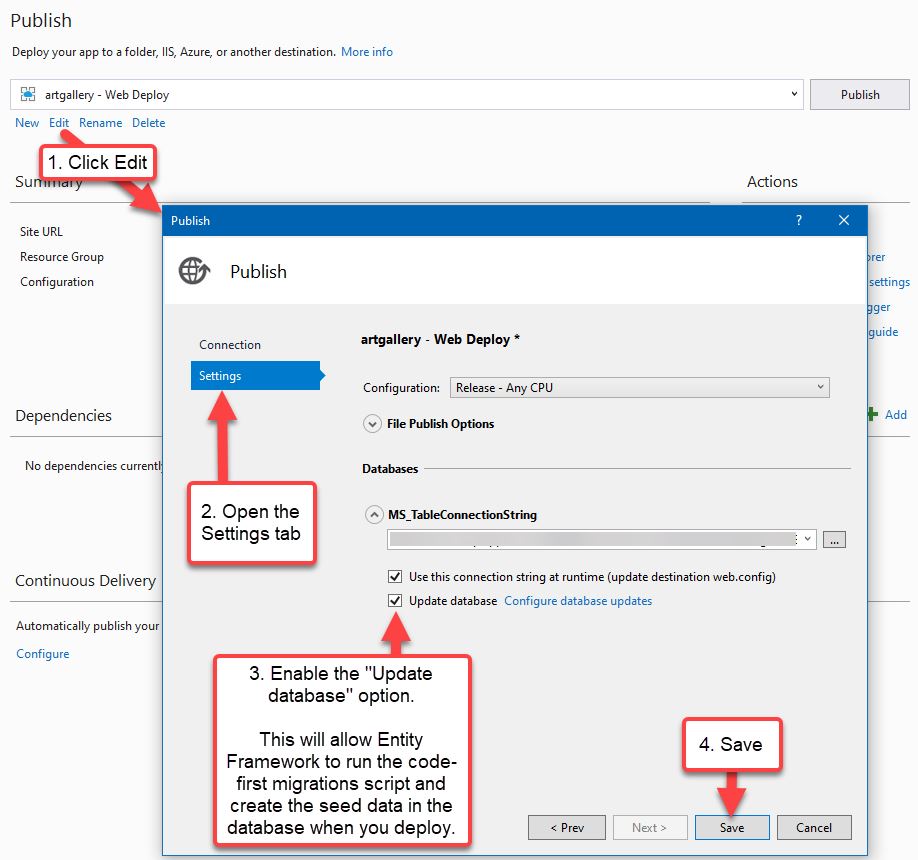 Publish
Deploy your app to a folder, IIS, Azure, or another destination. More info
artgallery - Web Deploy
Publish
New Edit Rename Delete
1. Click Edit
Summary
Actions
Site URL
Resource Group
Configuration
orer
settings
gger
guide
Dependencies
Add
No dependencies currently
Continuous Delivery
Automatically publish your
Configure
Publish
?
Publish
Connection
Settings
2. Open the
Settings tab
artgallery - Web Deploy *
Configuration: Release - Any CPU
File Publish Options
Databases
MS_TableConnectionString
...
Use this connection string at runtime (update destination web.config)
Update database Configure database updates
3. Enable the "Update
database" option.
This will allow Entity
Framework to run the code-
first migrations script and
create the seed data in the
database when you deploy.
4. Save
< Prev
Next >
Save
Cancel